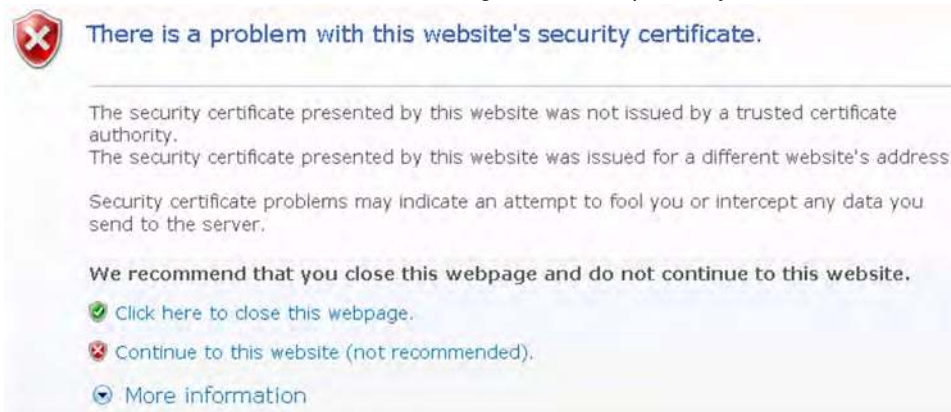 There is a problem with this website's security certificate.
The security certificate presented by this website was not issued by a trusted certificate
authority.
The security certificate presented by this website was issued for a different website's address
Security certificate problems may indicate an attempt to fool you or intercept any data you
send to the server.
We recommend that you close this webpage and do not continue to this website.
Click here to close this webpage.
Continue to this website (not recommended).
More information